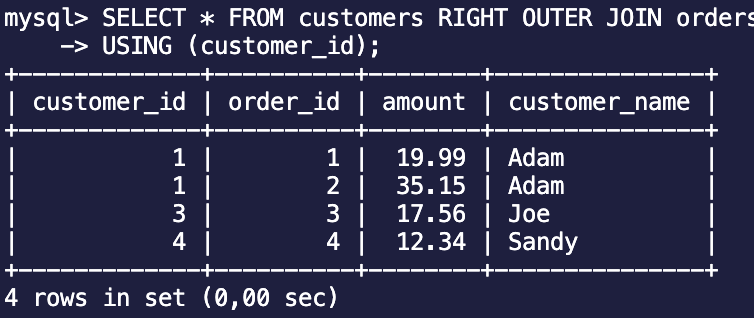 mysql> SELECT * FROM customers RIGHT OUTER JOIN orders
    -> USING (customer_id);
+-------------+----------+--------+---------------+
| customer_id | order_id | amount | customer_name |
+-------------+----------+--------+---------------+
|           1 |        1 |  19.99 | Adam          |
|           1 |        2 |  35.15 | Adam          |
|           3 |        3 |  17.56 | Joe           |
|           4 |        4 |  12.34 | Sandy         |
+-------------+----------+--------+---------------+
4 rows in set (0,00 sec)